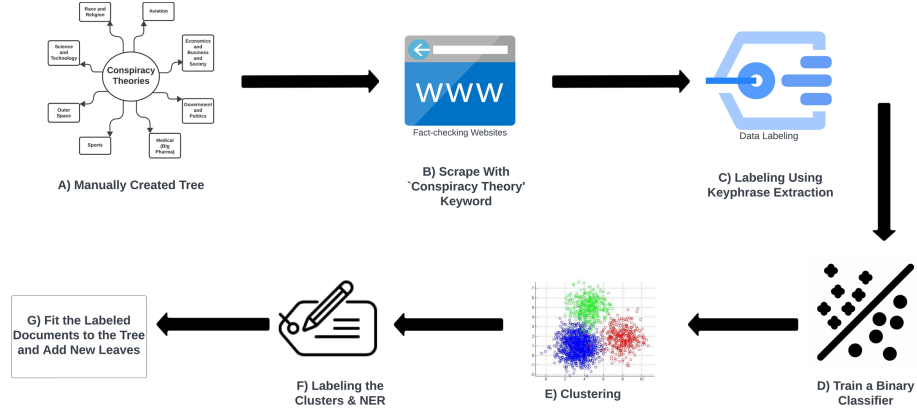 Race and
Religion
Aviation
Science
and
Technology
Conspiracy
Theories
Economics
and
Business
and
Society
Outer
Space
Government
and
Politics
Sports
Medical
(Big
Pharma)
A) Manually Created Tree
WWW
Fact-checking Websites
B) Scrape With
`Conspiracy Theory'
Keyword
Data Labeling
C) Labeling Using
Keyphrase Extraction
G) Fit the Labeled
Documents to the Tree
and Add New Leaves
F) Labeling the
Clusters & NER
E) Clustering
D) Train a Binary
Classifier